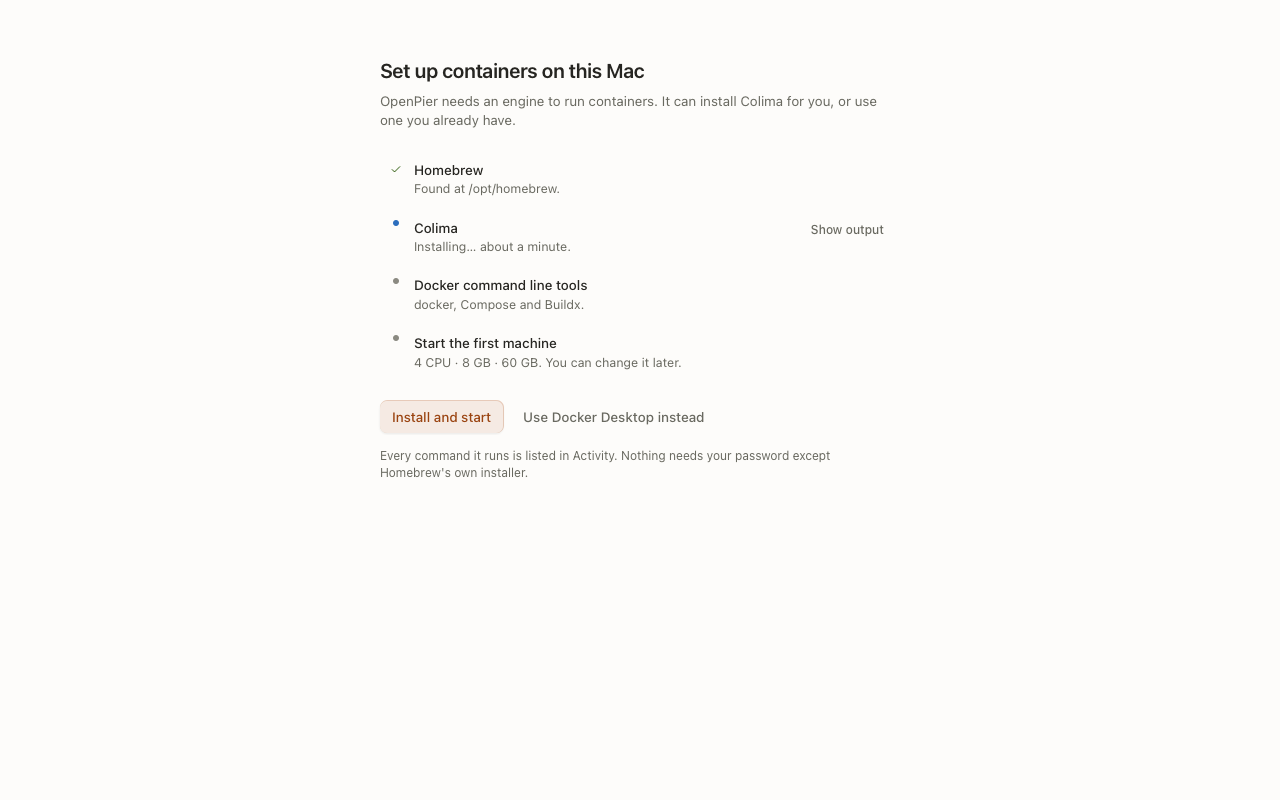 Set up containers on this Mac
OpenPier needs an engine to run containers. It can install Colima for you, or use
one you already have.
Homebrew
Found at /opt/homebrew.
Colima
Show output
Installing… about a minute.
Docker command line tools
docker, Compose and Buildx.
Start the first machine
4 CPU · 8 GB · 60 GB. You can change it later.
Install and start
Use Docker Desktop instead
Every command it runs is listed in Activity. Nothing needs your password except
Homebrew's own installer.